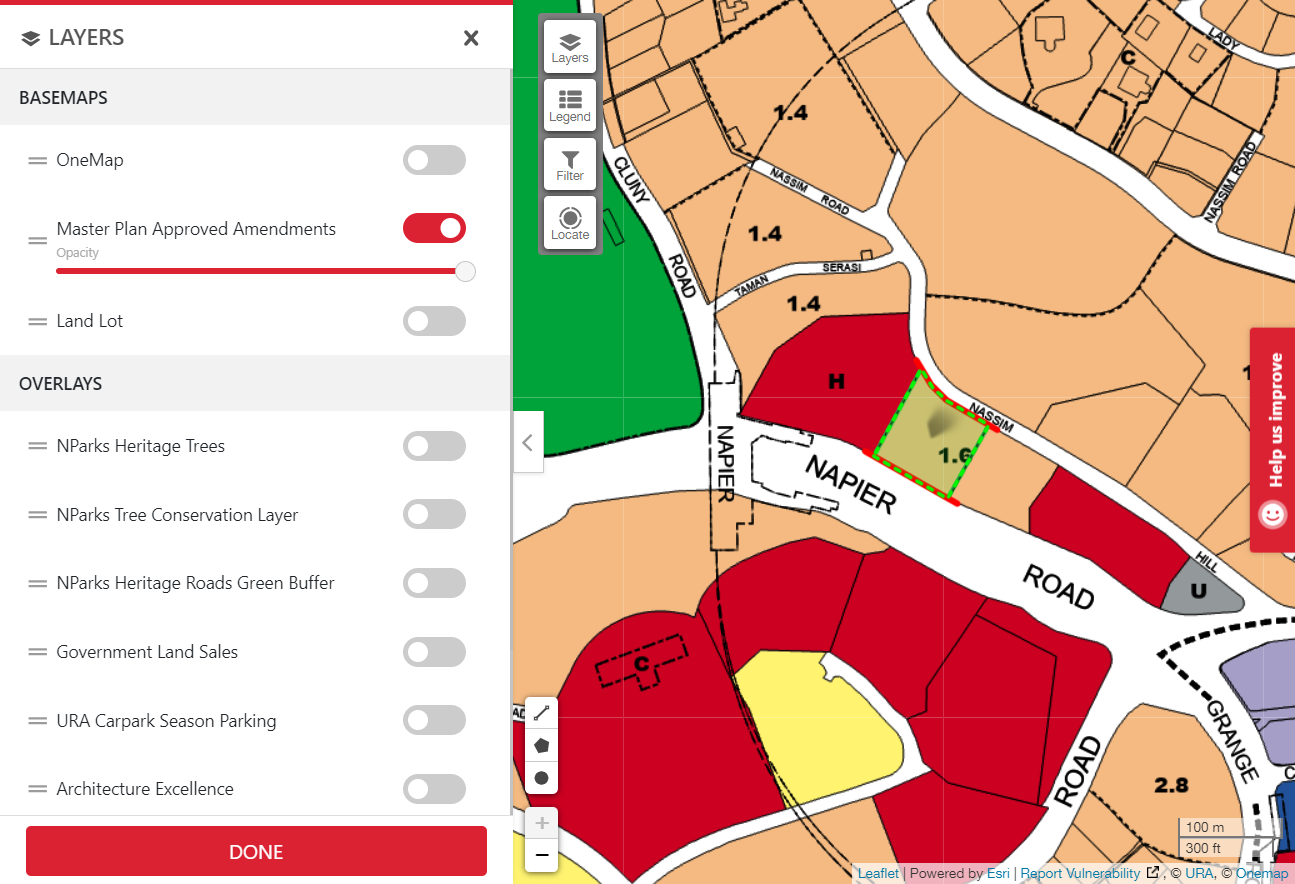 LAYERS
BASEMAPS
OneMap
Master Plan Approved Amendments
Opacity
Land Lot
OVERLAYS
NParks Heritage Trees
NParks Tree Conservation Layer
NParks Heritage Roads Green Buffer
Government Land Sales
URA Carpark Season Parking
Architecture Excellence
DONE
Layers
Legend
Filter
Locate
LADY
C
1.4
CLUNY
ROAD
NASSIM ROAD
NASSIM ROAD
1.4
TAMAN SERASI
1.4
H
NASSIM
HILL
1.6
NAPIER
NAPIER
ROAD
U
C
GRANGE
ROAD
2.8
Help us improve
100 m
300 ft
Leaflet | Powered by Esri | Report Vulnerability , © URA, © Onemap